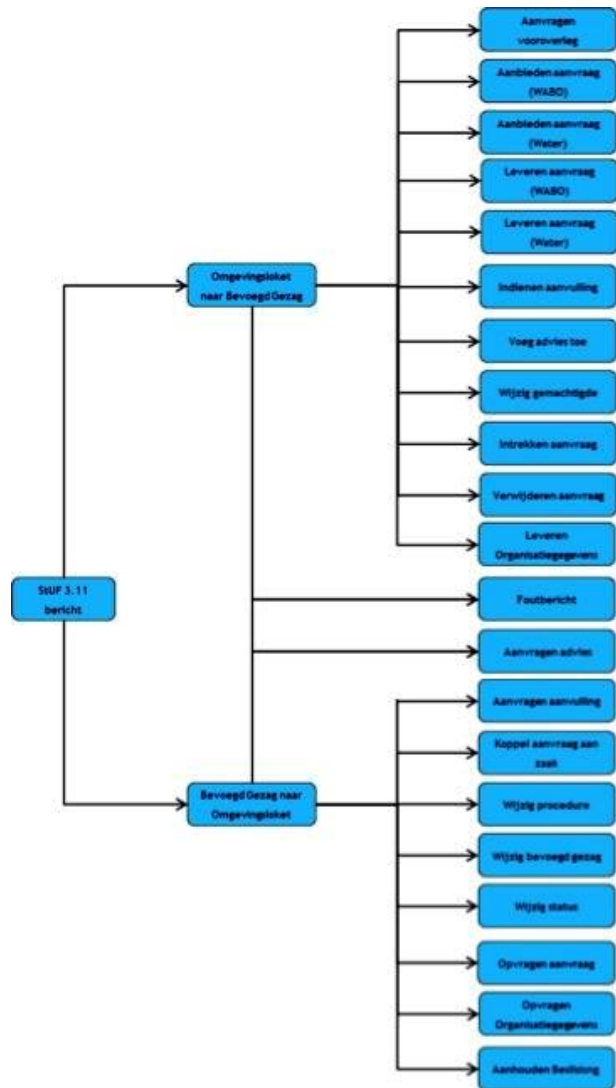 Aanvragen
vooroverleg
Aanbieden aanvraag
(WABO)
Aanbieden aanvraag
(Water)
Leveren aanvraag
(WABO)
Leveren aanvraag
(Water)
Omgevingsloket
naar Bevoegd Gezag
Indienen aanvulling
Voeg advies toe
Wijzig gemachtigde
Intrekken aanvraag
Verwijderen aanvraag
Leveren
Organisatiegegevens
StUF 3.11
bericht
Foutbericht
Aanvragen advies
Aanvragen aanvulling
Koppel aanvraag aan
zaak
Bevoegd Gezag naar
Omgevingsloket
Wijzig procedure
Wijzig bevoegd gezag
Wijzig status
Opvragen aanvraag
Opvragen
Organisatiegegevens
Aanhouden Beslissing